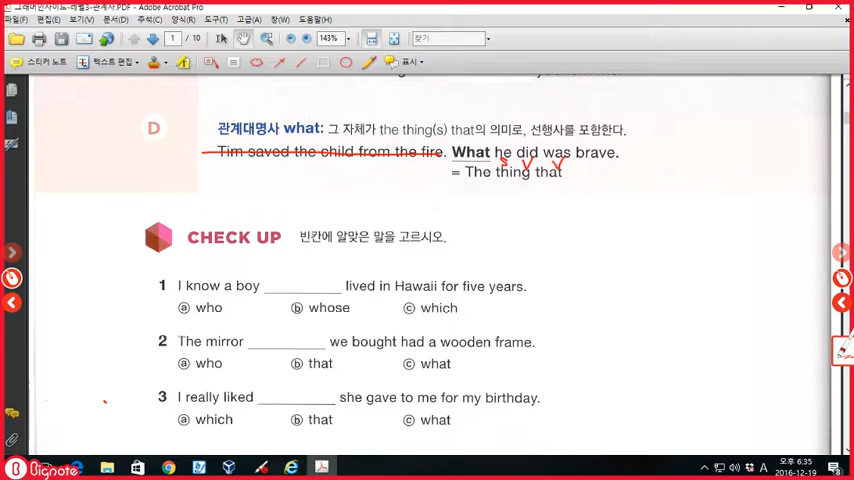 그래머인사이트-레벨3-관계사.PDF - Adobe Acrobat Pro
파일(F) 편집(E) 보기(V) 문서(D) 주석(C) 양식(R) 도구(T) 고급(A) 창(W) 도움말(H)
1 / 10 143% 찾기
스티커 노트 텍스트 편집 표시
D
관계대명사 what: 그 자체가 the thing(s) that의 의미로, 선행사를 포함한다.
Tim saved the child from the fire. What he did was brave.
S V V
= The thing that
CHECK UP 빈칸에 알맞은 말을 고르시오.
1 I know a boy __________ lived in Hawaii for five years.
ⓐ who ⓑ whose ⓒ which
2 The mirror __________ we bought had a wooden frame.
ⓐ who ⓑ that ⓒ what
3 I really liked __________ she gave to me for my birthday.
ⓐ which ⓑ that ⓒ what
Bignote
A 오후 6:35
2016-12-19